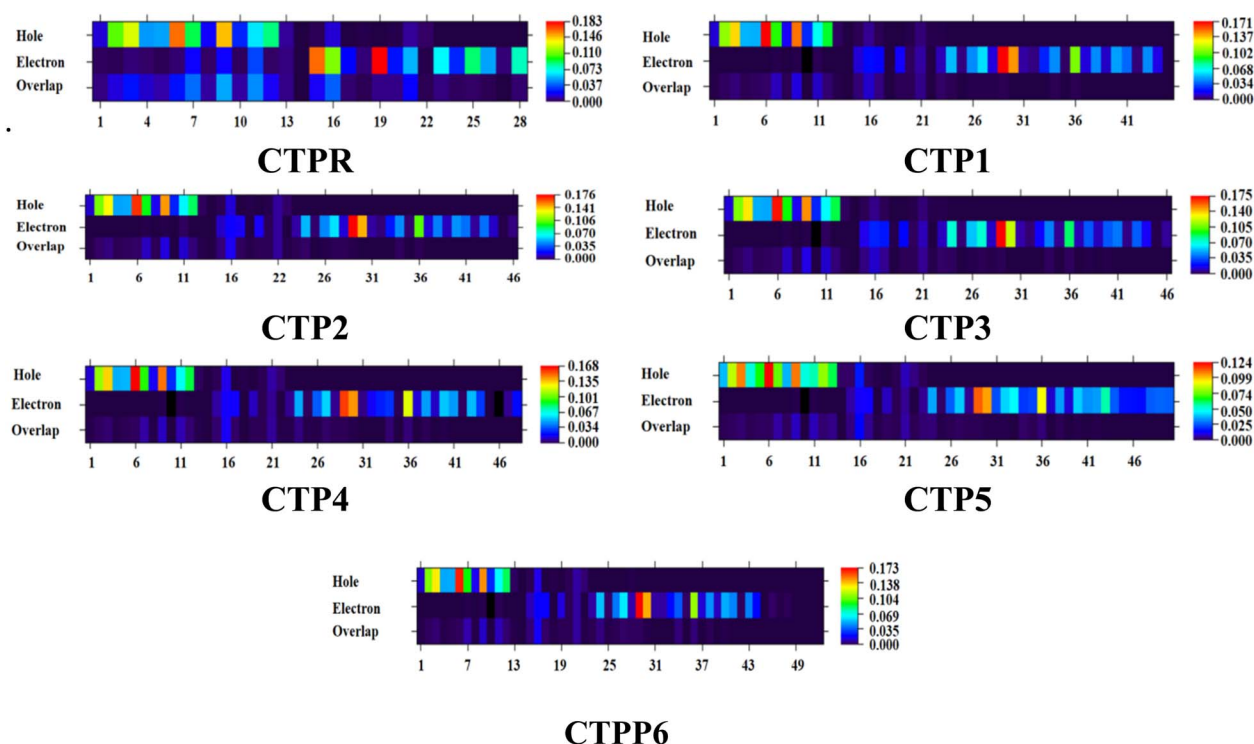 Hole
Electron
Overlap
0.183
0.146
0.110
0.073
0.037
0.000
1 4 7 10 13 16 19 22 25 28
CTPR
Hole
Electron
Overlap
0.171
0.137
0.102
0.068
0.034
0.000
1 6 11 16 21 26 31 36 41
CTP1
.
Hole
Electron
Overlap
0.176
0.141
0.106
0.070
0.035
0.000
1 6 11 16 22 26 31 36 41 46
CTP2
Hole
Electron
Overlap
0.175
0.140
0.105
0.070
0.035
0.000
1 6 11 16 21 26 31 36 41 46
CTP3
Hole
Electron
Overlap
0.168
0.135
0.101
0.067
0.034
0.000
1 6 11 16 21 26 31 36 41 46
CTP4
Hole
Electron
Overlap
0.124
0.099
0.074
0.050
0.025
0.000
1 6 11 16 21 26 31 36 41 46
CTP5
Hole
Electron
Overlap
0.173
0.138
0.104
0.069
0.035
0.000
1 7 13 19 25 31 37 43 49
CTPP6